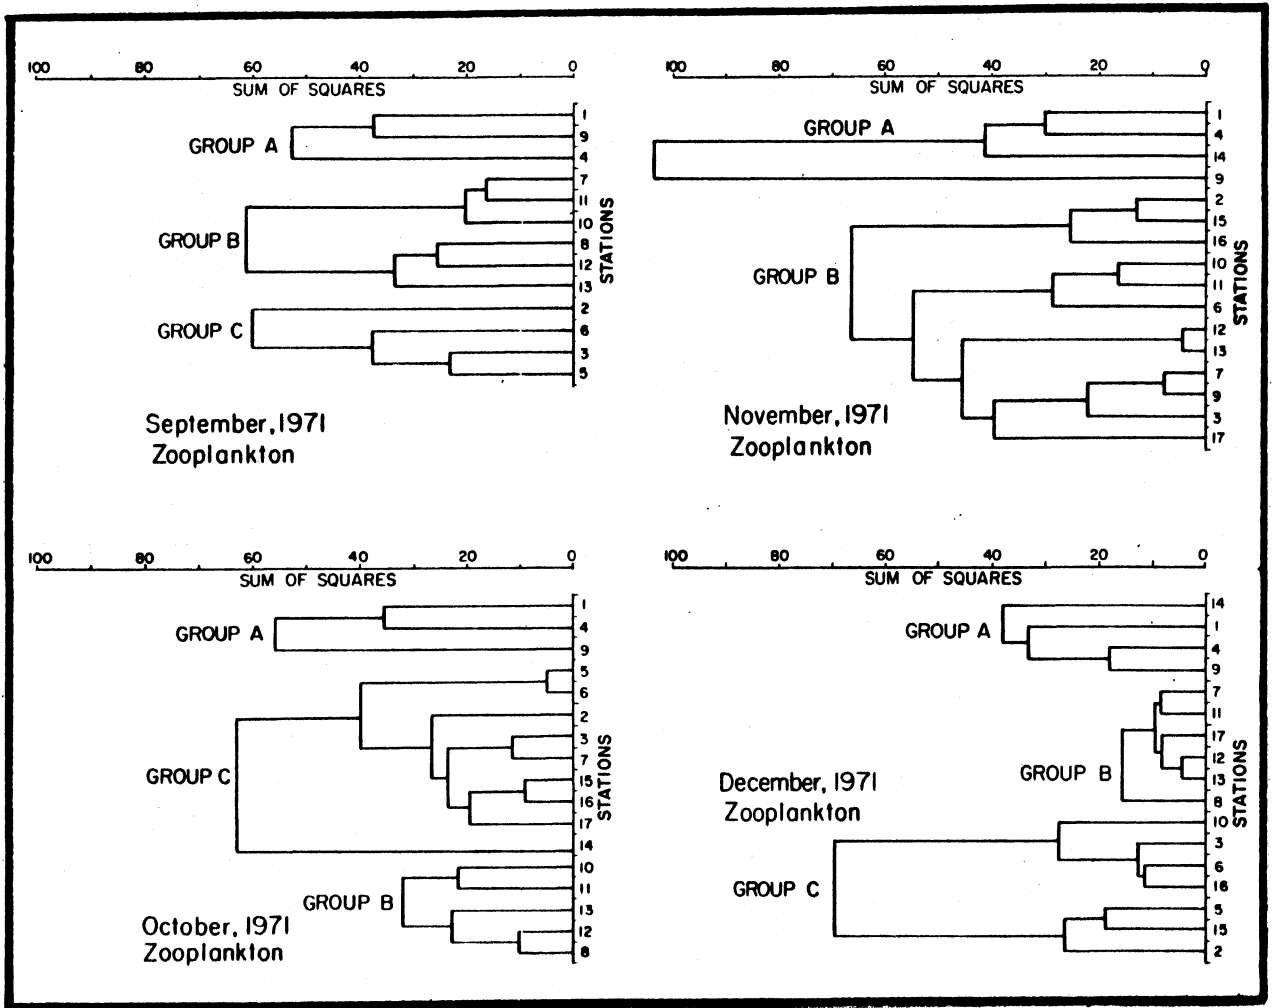 100 80 60 40 20 0
SUM OF SQUARES
GROUP A
GROUP B
GROUP C
1
9
4
7
11
10
8
12
13
2
6
3
5
STATIONS
September, 1971
Zooplankton
100 80 60 40 20 0
SUM OF SQUARES
GROUP A
GROUP B
1
4
14
9
2
15
16
10
11
6
12
13
7
9
3
17
STATIONS
November, 1971
Zooplankton
100 80 60 40 20 0
SUM OF SQUARES
GROUP A
GROUP C
GROUP B
1
4
9
5
6
2
3
7
15
16
17
14
10
11
13
12
8
STATIONS
October, 1971
Zooplankton
100 80 60 40 20 0
SUM OF SQUARES
GROUP A
GROUP B
GROUP C
14
1
4
9
7
11
17
12
13
8
10
3
6
16
5
15
2
STATIONS
December, 1971
Zooplankton